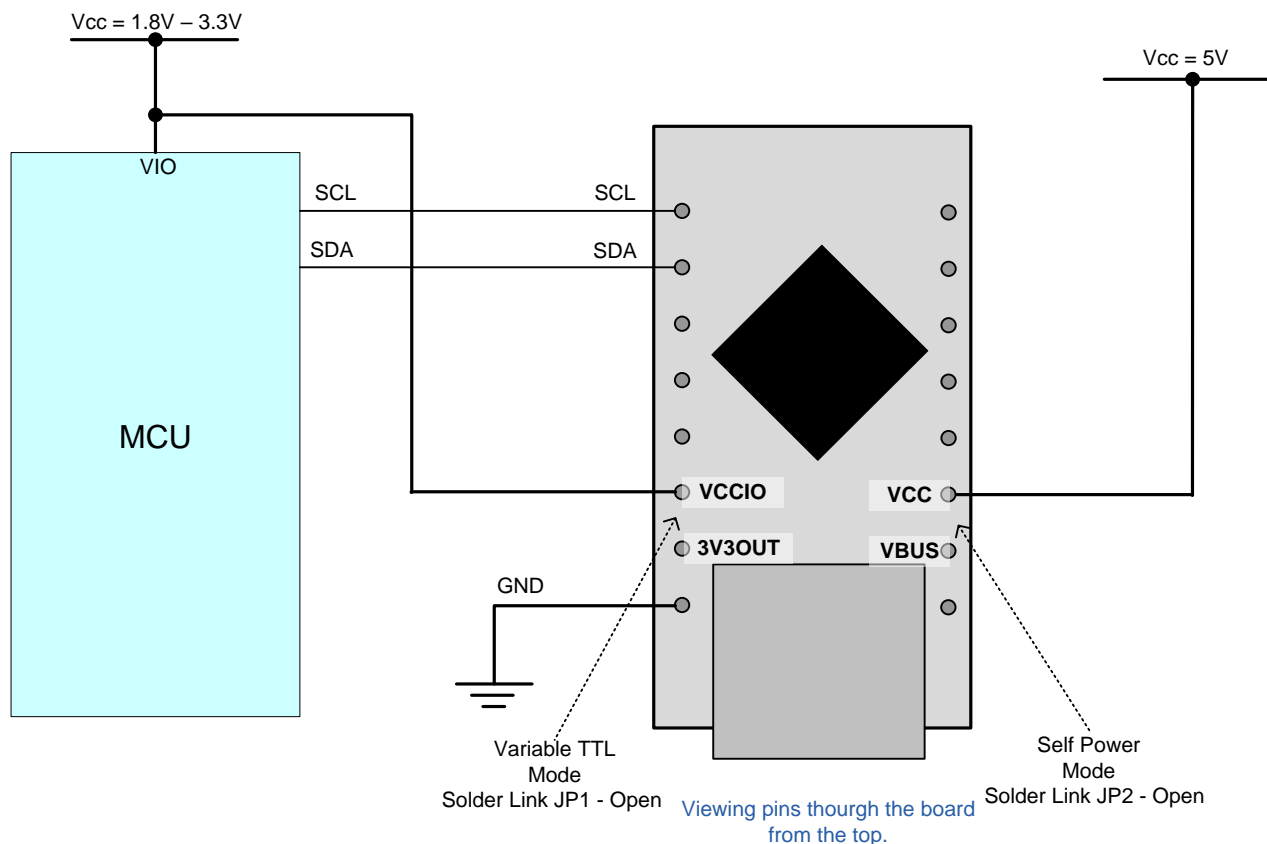 Vcc = 1.8V – 3.3V
Vcc = 5V
VIO
SCL
SCL
SDA
SDA
MCU
VCCIO
VCC
3V3OUT
VBUS
GND
Variable TTL
Mode
Solder Link JP1 - Open
Self Power
Mode
Solder Link JP2 - Open
Viewing pins thourgh the board
from the top.